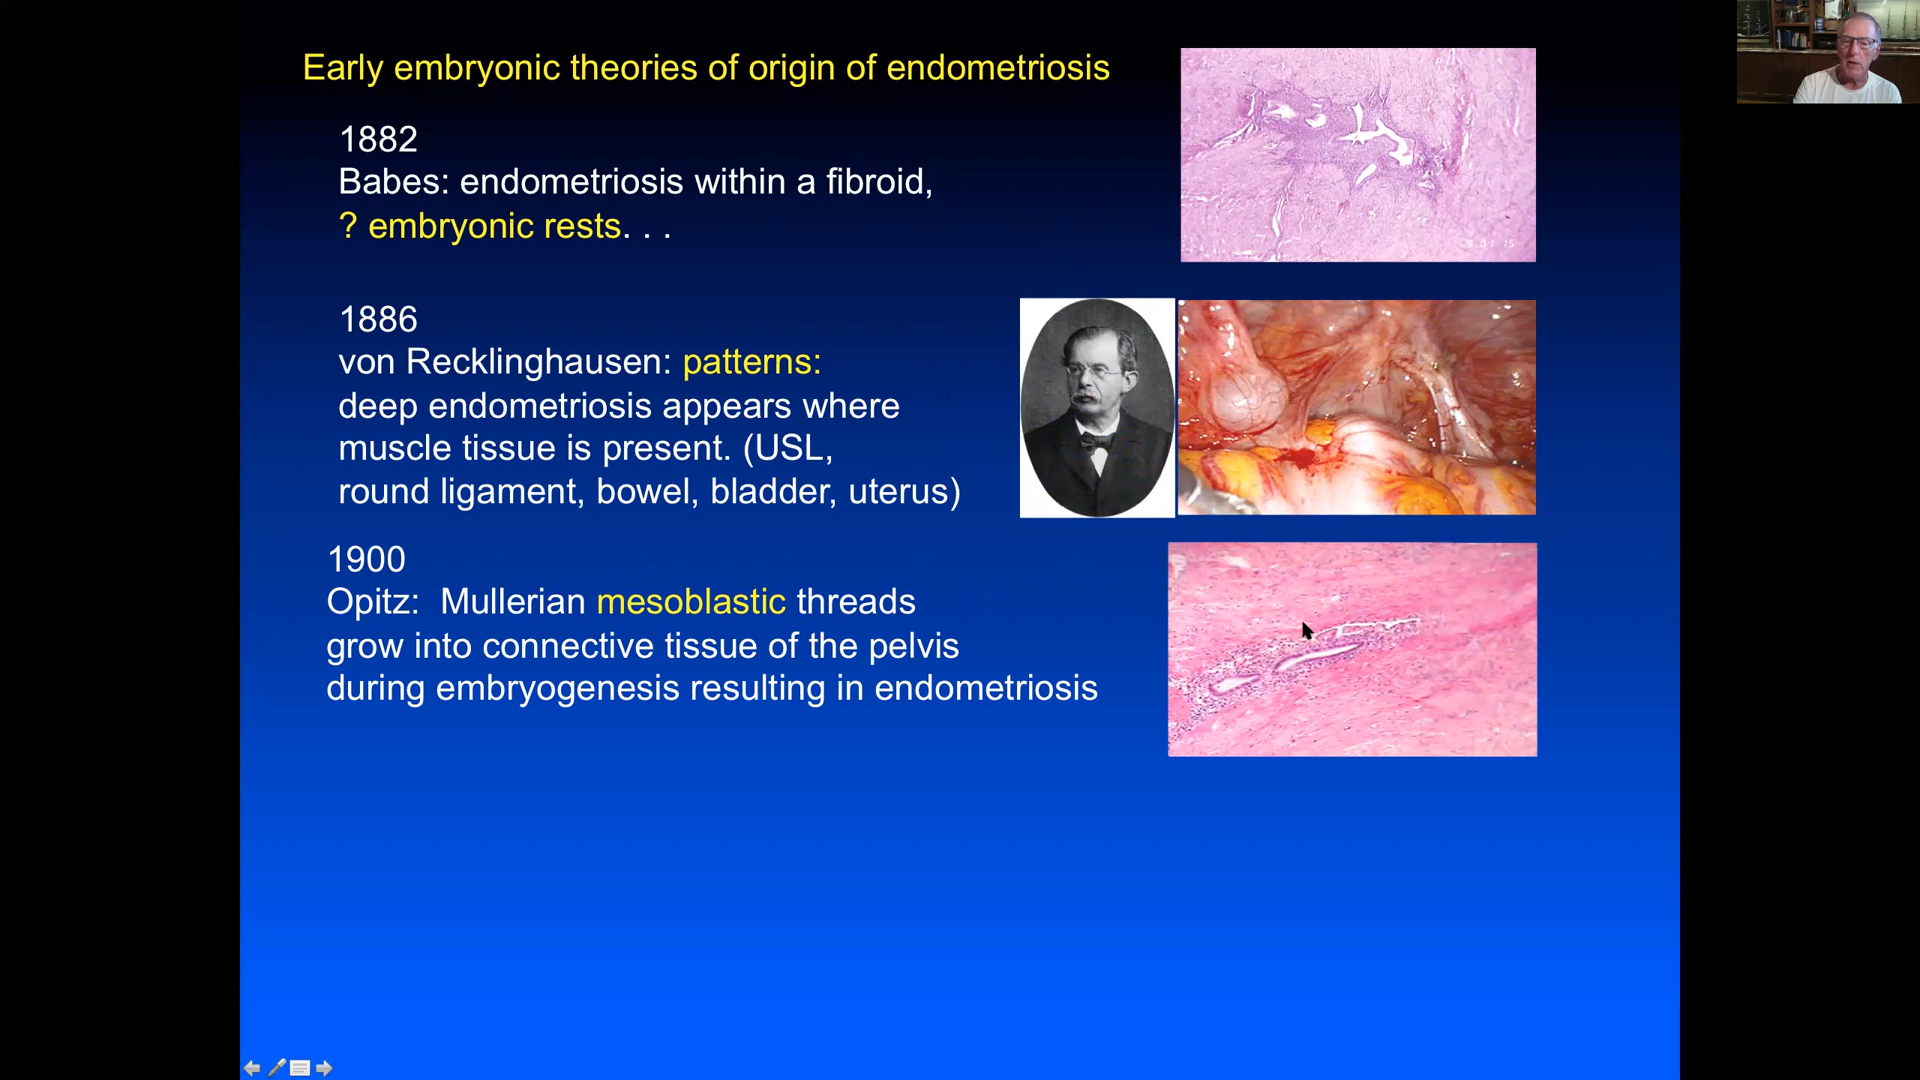 Early embryonic theories of origin of endometriosis
1882
Babes: endometriosis within a fibroid,
? embryonic rests. . .
1886
von Recklinghausen: patterns:
deep endometriosis appears where
muscle tissue is present. (USL,
round ligament, bowel, bladder, uterus)
1900
Opitz:  Mullerian mesoblastic threads
grow into connective tissue of the pelvis
during embryogenesis resulting in endometriosis